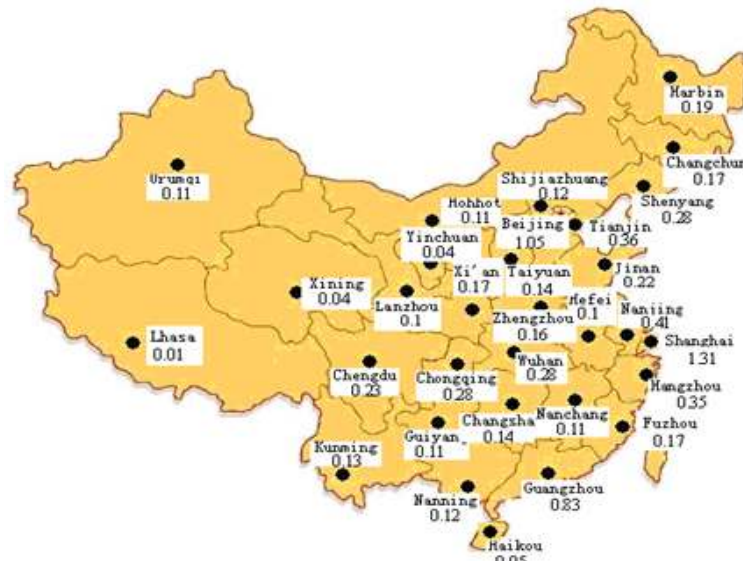 Harbin
0.19
Changchun
0.17
Urumqi
0.11
Shijiazhuang
0.12
Shenyang
0.28
Hohhot
0.11
Beijing
1.05
Tianjin
0.36
Yinchuan
0.04
Xi'an
0.17
Taiyuan
0.14
Jinan
0.22
Xining
0.04
Lanzhou
0.1
Hefei
0.1
Nanjing
0.41
Zhengzhou
0.16
Lhasa
0.01
Shanghai
1.31
Chengdu
0.23
Chongqing
0.28
Wuhan
0.28
Hangzhou
0.35
Changsha
0.14
Nanchang
0.11
Fuzhou
0.17
Guiyan
0.11
Kunming
0.13
Nanning
0.12
Guangzhou
0.83
Haikou
0.05